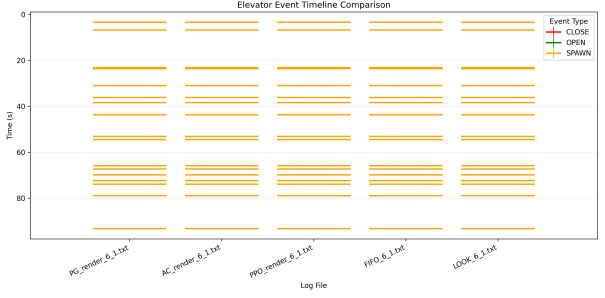 Elevator Event Timeline Comparison
0
20
40
60
80
Time (s)
Event Type
CLOSE
OPEN
SPAWN
PG_render_6_1.txt
AC_render_6_1.txt
PPO_render_6_1.txt
FIFO_6_1.txt
LOOK_6_1.txt
Log File